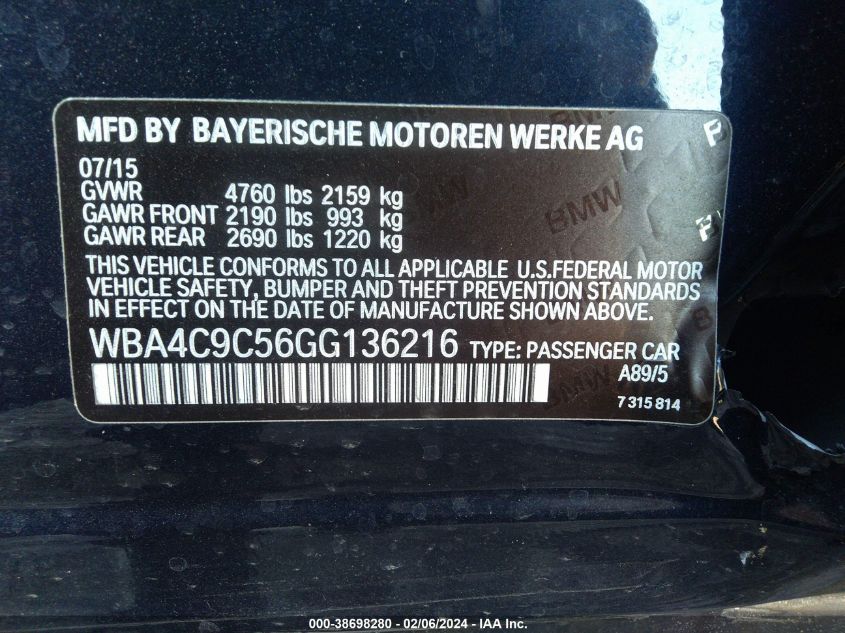 MFD BY BAYERISCHE MOTOREN WERKE AG
07/15
GVWR 4760 lbs 2159 kg
GAWR FRONT 2190 lbs 993 kg
GAWR REAR 2690 lbs 1220 kg
THIS VEHICLE CONFORMS TO ALL APPLICABLE U.S.FEDERAL MOTOR
VEHICLE SAFETY, BUMPER AND THEFT PREVENTION STANDARDS
IN EFFECT ON THE DATE OF MANUFACTURE SHOWN ABOVE.
WBA4C9C56GG136216 TYPE: PASSENGER CAR
A89/5
7 315 814
BMW
BMW
000-38698280 - 02/06/2024 - © IAA, Inc.